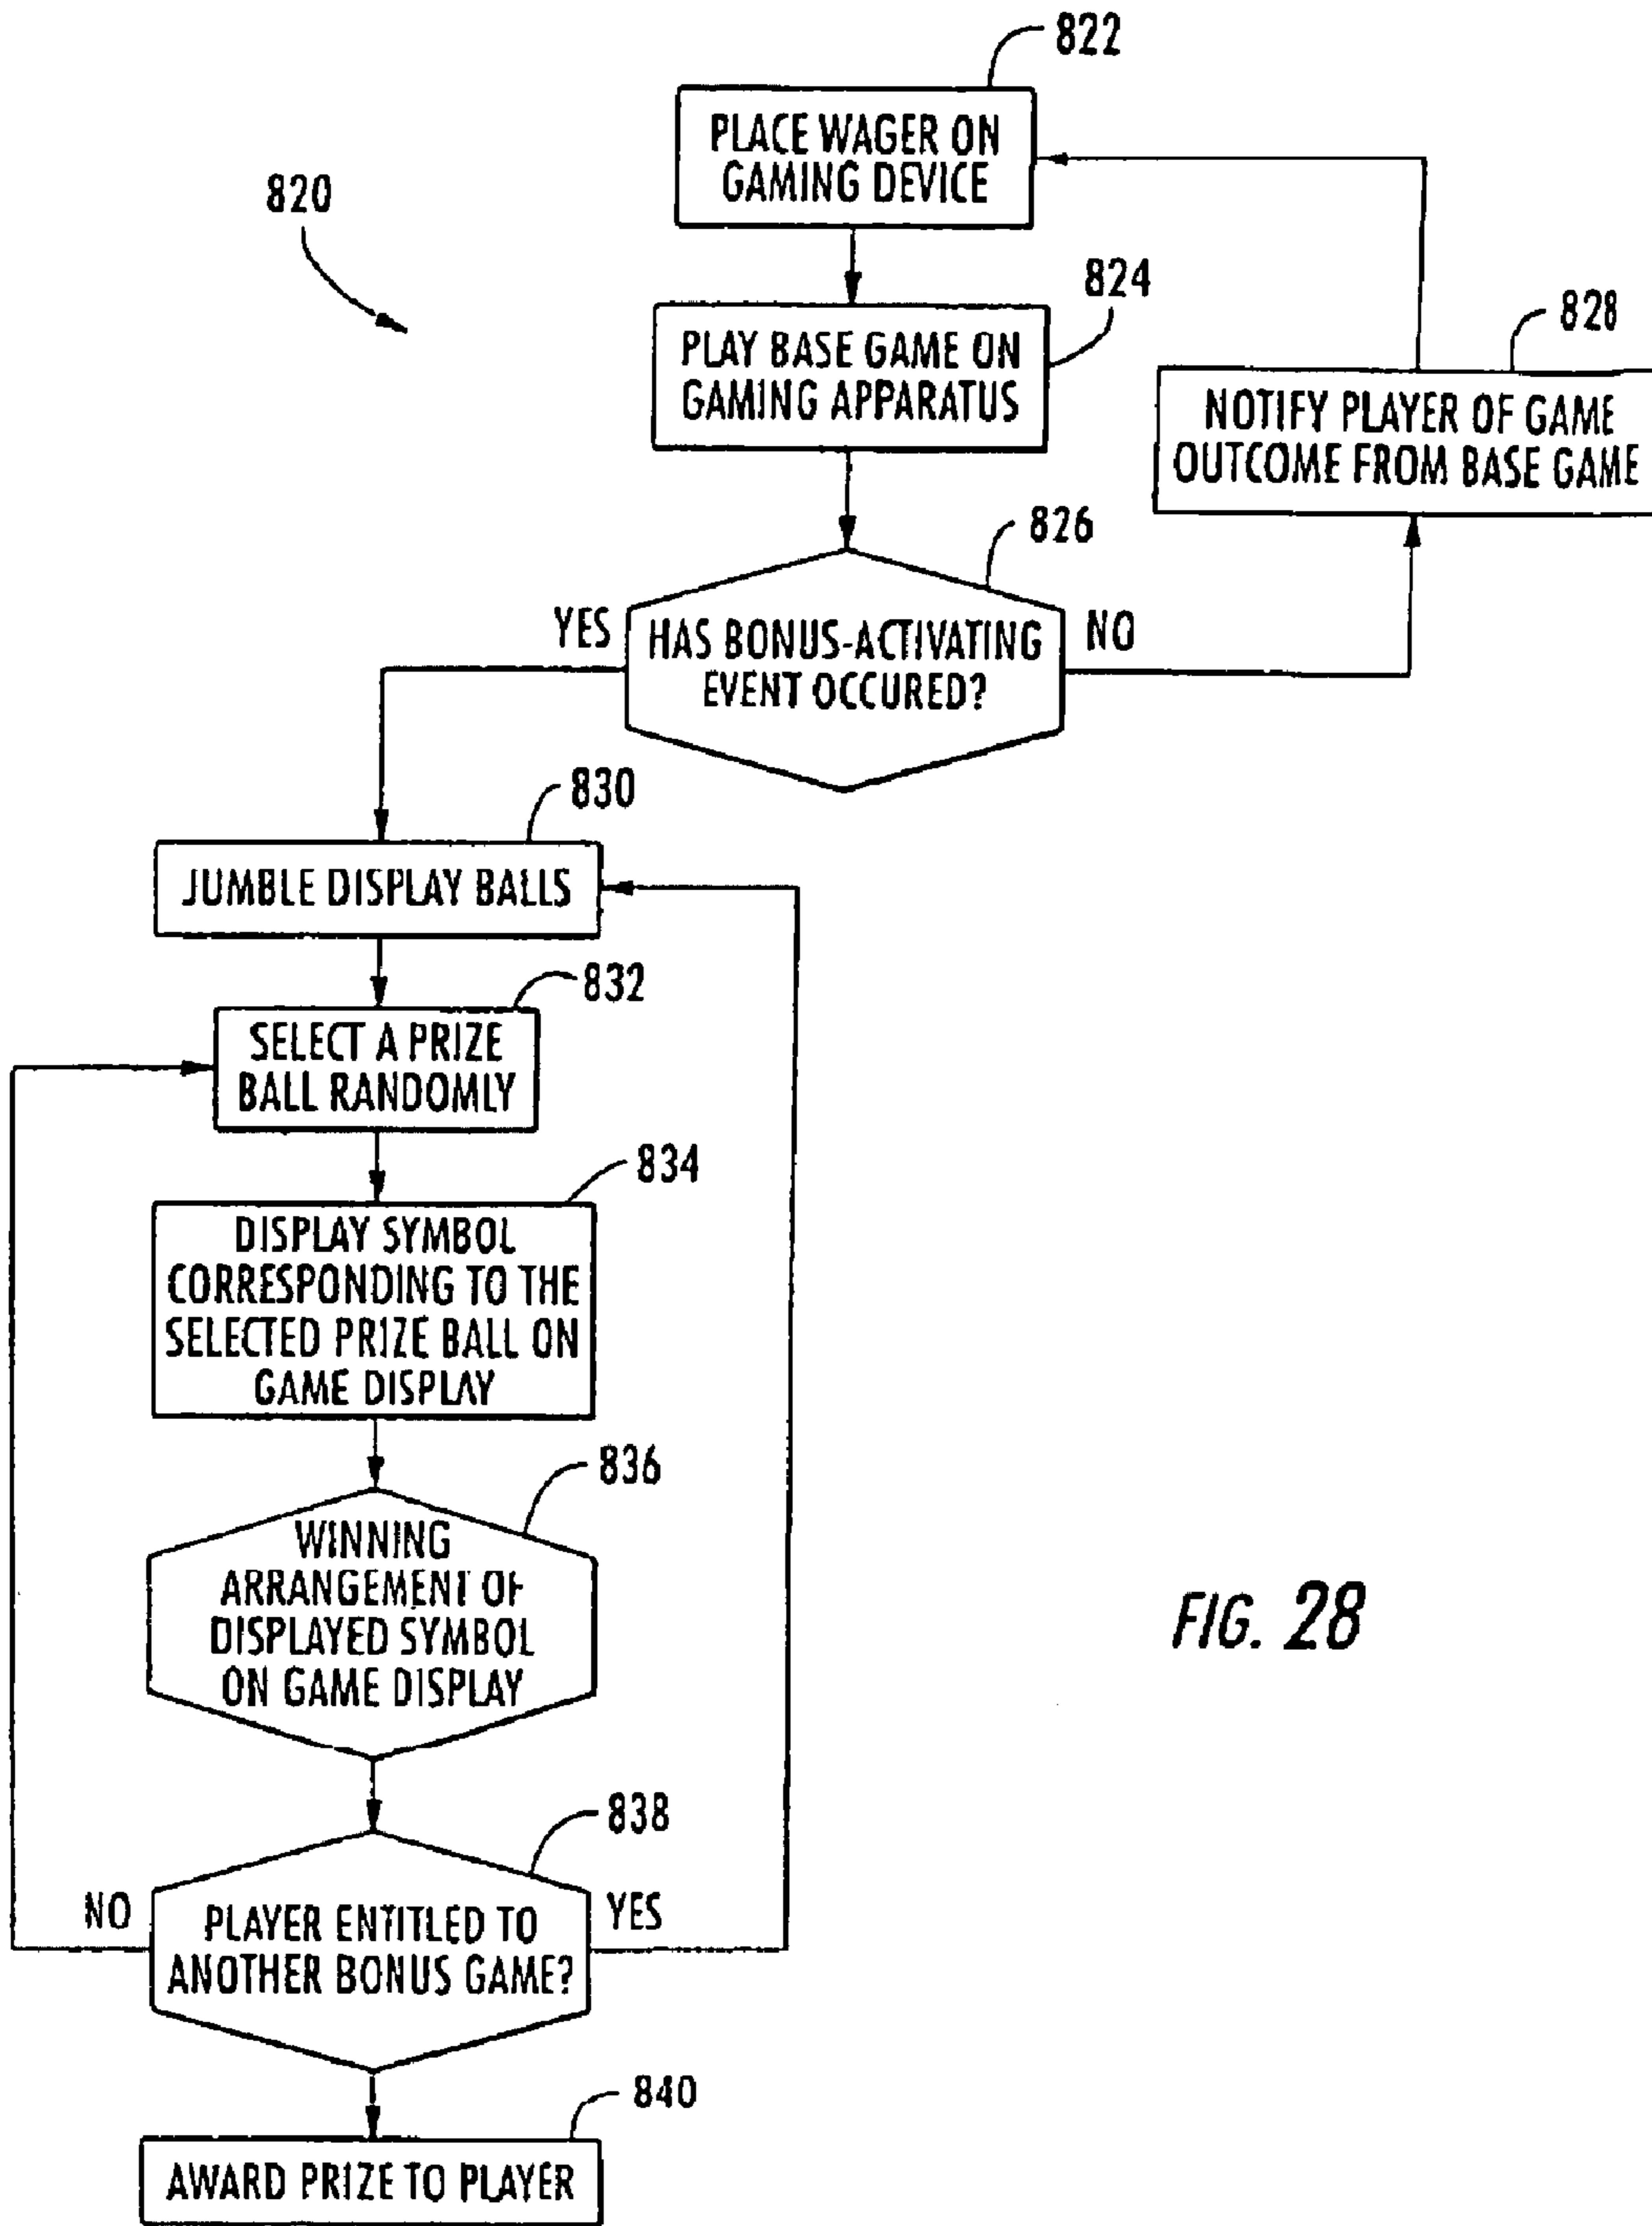 822
PLACE WAGER ON
GAMING DEVICE
820
824
PLAY BASE GAME ON
GAMING APPARATUS
828
NOTIFY PLAYER OF GAME
OUTCOME FROM BASE GAME
826
YES
HAS BONUS-ACTIVATING
EVENT OCCURED?
NO
830
JUMBLE DISPLAY BALLS
832
SELECT A PRIZE
BALL RANDOMLY
834
DISPLAY SYMBOL
CORRESPONDING TO THE
SELECTED PRIZE BALL ON
GAME DISPLAY
836
WINNING
ARRANGEMENT OF
DISPLAYED SYMBOL
ON GAME DISPLAY
FIG. 28
838
NO
PLAYER ENTITLED TO
ANOTHER BONUS GAME?
YES
840
AWARD PRIZE TO PLAYER